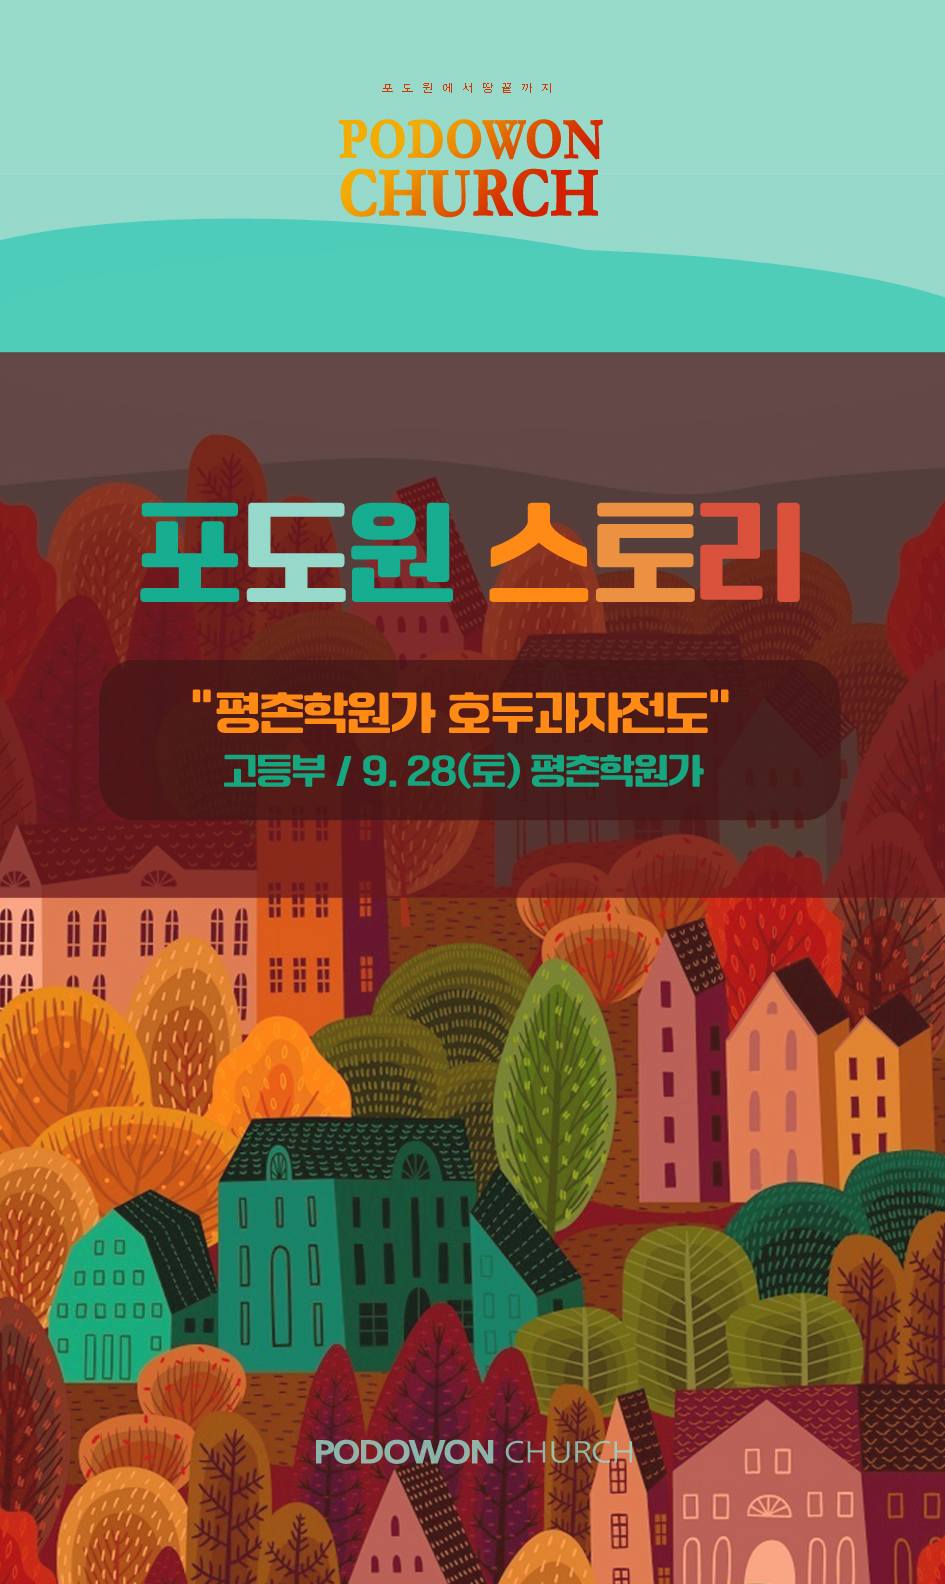 포도원에서땅끝까지
PODOWON
CHURCH
포도원 스토리
"평촌학원가 호두과자전도"
고등부 / 9. 28(토) 평촌학원가
PODOWON CHURCH